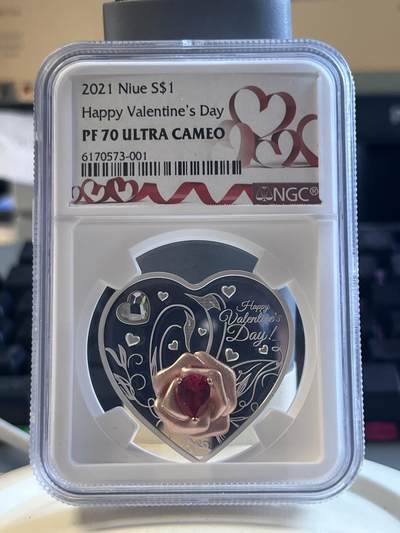 2021 Niue S$1
Happy Valentine's Day
PF 70 ULTRA CAMEO
6170573-001
NGC®
Happy
Valentine's
Day!